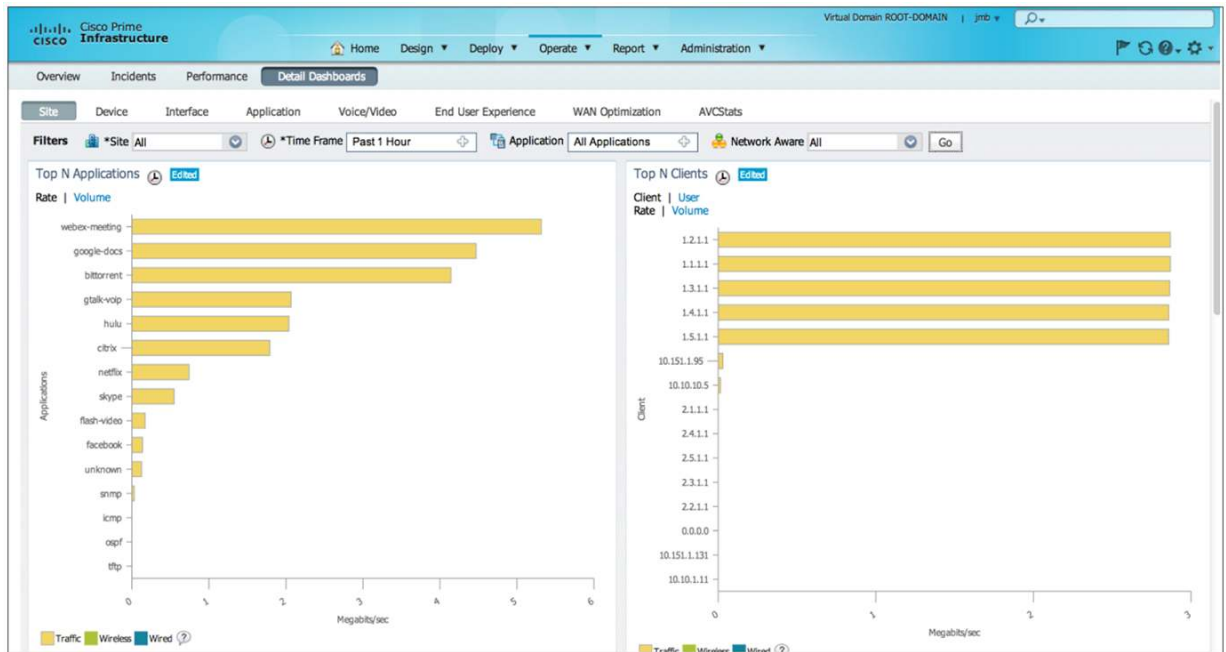 Cisco Prime
CISCO Infrastructure
Virtual Domain ROOT-DOMAIN | jmb
Home Design Deploy Operate Report Administration
Overview Incidents Performance Detail Dashboards
Site Device Interface Application Voice/Video End User Experience WAN Optimization AVCStats
Filters *Site All *Time Frame Past 1 Hour Application All Applications Network Aware All Go
Top N Applications Edited
Rate | Volume
webex-meeting
google-docs
bittorrent
gtalk-voip
hulu
citrix
netflix
skype
flash-video
facebook
unknown
snmp
icmp
ospf
tftp
Applications
0 1 2 3 4 5 6
Megabits/sec
Traffic Wireless Wired ?
Top N Clients Edited
Client | User
Rate | Volume
1.2.1.1
1.1.1.1
1.3.1.1
1.4.1.1
1.5.1.1
10.151.1.95
10.10.10.5
2.1.1.1
2.4.1.1
2.5.1.1
2.3.1.1
2.2.1.1
0.0.0.0
10.151.1.131
10.10.1.11
Client
0 1 2 3
Megabits/sec
Traffic Wireless Wired ?